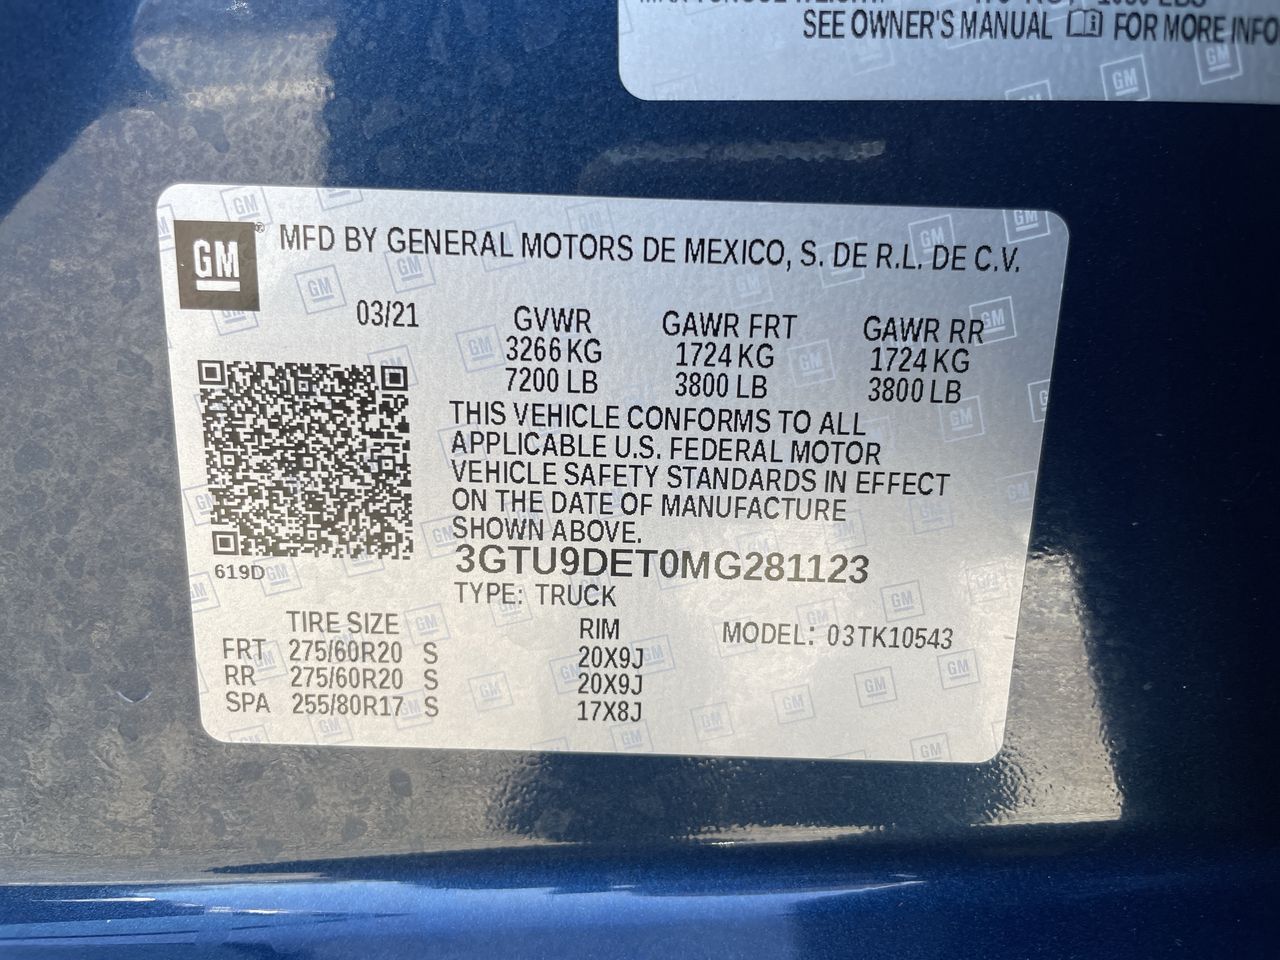 SEE OWNER'S MANUAL FOR MORE INFO
GM ® MFD BY GENERAL MOTORS DE MEXICO, S. DE R.L. DE C.V.
03/21 GVWR GAWR FRT GAWR RR
3266 KG 1724 KG 1724 KG
7200 LB 3800 LB 3800 LB
THIS VEHICLE CONFORMS TO ALL
APPLICABLE U.S. FEDERAL MOTOR
VEHICLE SAFETY STANDARDS IN EFFECT
ON THE DATE OF MANUFACTURE
SHOWN ABOVE.
3GTU9DET0MG281123
619D
TYPE: TRUCK
TIRE SIZE RIM MODEL: 03TK10543
FRT 275/60R20 S 20X9J
RR 275/60R20 S 20X9J
SPA 255/80R17 S 17X8J